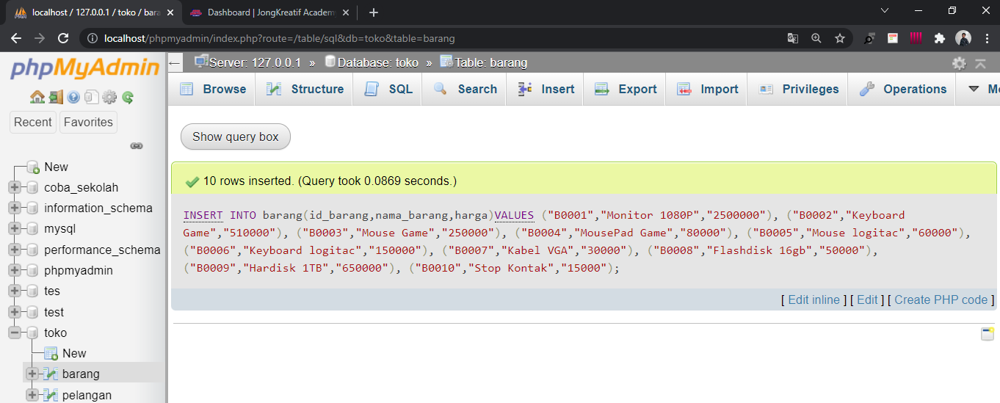 localhost / 127.0.0.1 / toko / bara
Dashboard | JongKreatif Academy
localhost/phpmyadmin/index.php?route=/table/sql&db=toko&table=barang
phpMyAdmin
Recent Favorites
New
coba_sekolah
information_schema
mysql
performance_schema
phpmyadmin
tes
test
toko
New
barang
pelangan
Server: 127.0.0.1 » Database: toko » Table: barang
Browse Structure SQL Search Insert Export Import Privileges Operations
Show query box
10 rows inserted. (Query took 0.0869 seconds.)
INSERT INTO barang(id_barang,nama_barang,harga)VALUES ("B0001","Monitor 1080P","2500000"), ("B0002","Keyboard
Game","510000"), ("B0003","Mouse Game","250000"), ("B0004","MousePad Game","80000"), ("B0005","Mouse logitac","60000"),
("B0006","Keyboard logitac","150000"), ("B0007","Kabel VGA","30000"), ("B0008","Flashdisk 16gb","50000"),
("B0009","Hardisk 1TB","650000"), ("B0010","Stop Kontak","15000");
[ Edit inline ] [ Edit ] [ Create PHP code ]